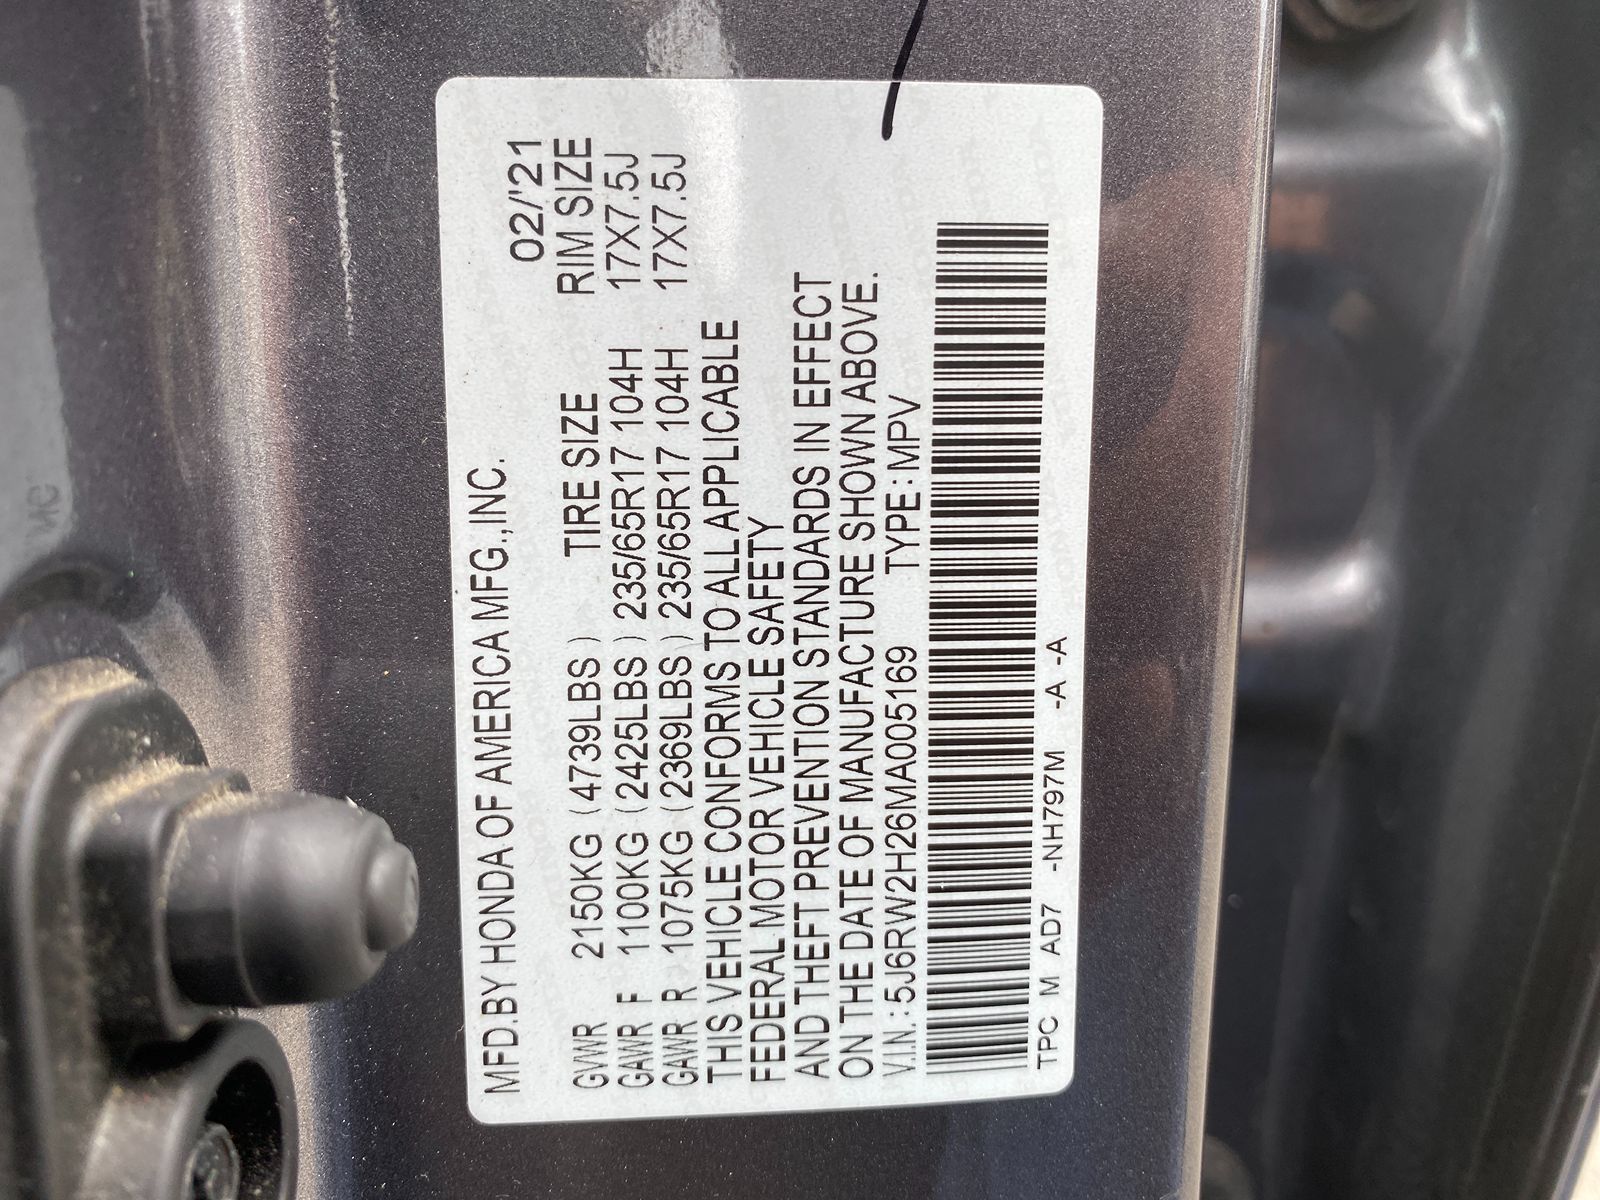 MFD.BY HONDA OF AMERICA MFG.,INC.
02/'21
GVWR 2150KG (4739LBS) TIRE SIZE RIM SIZE
GAWR F 1100KG (2425LBS) 235/65R17 104H 17X7.5J
GAWR R 1075KG (2369LBS) 235/65R17 104H 17X7.5J
THIS VEHICLE CONFORMS TO ALL APPLICABLE
FEDERAL MOTOR VEHICLE SAFETY
AND THEFT PREVENTION STANDARDS IN EFFECT
ON THE DATE OF MANUFACTURE SHOWN ABOVE.
V.I.N.:5J6RW2H26MA005169 TYPE:MPV
TPC M AD7 -NH797M -A -A